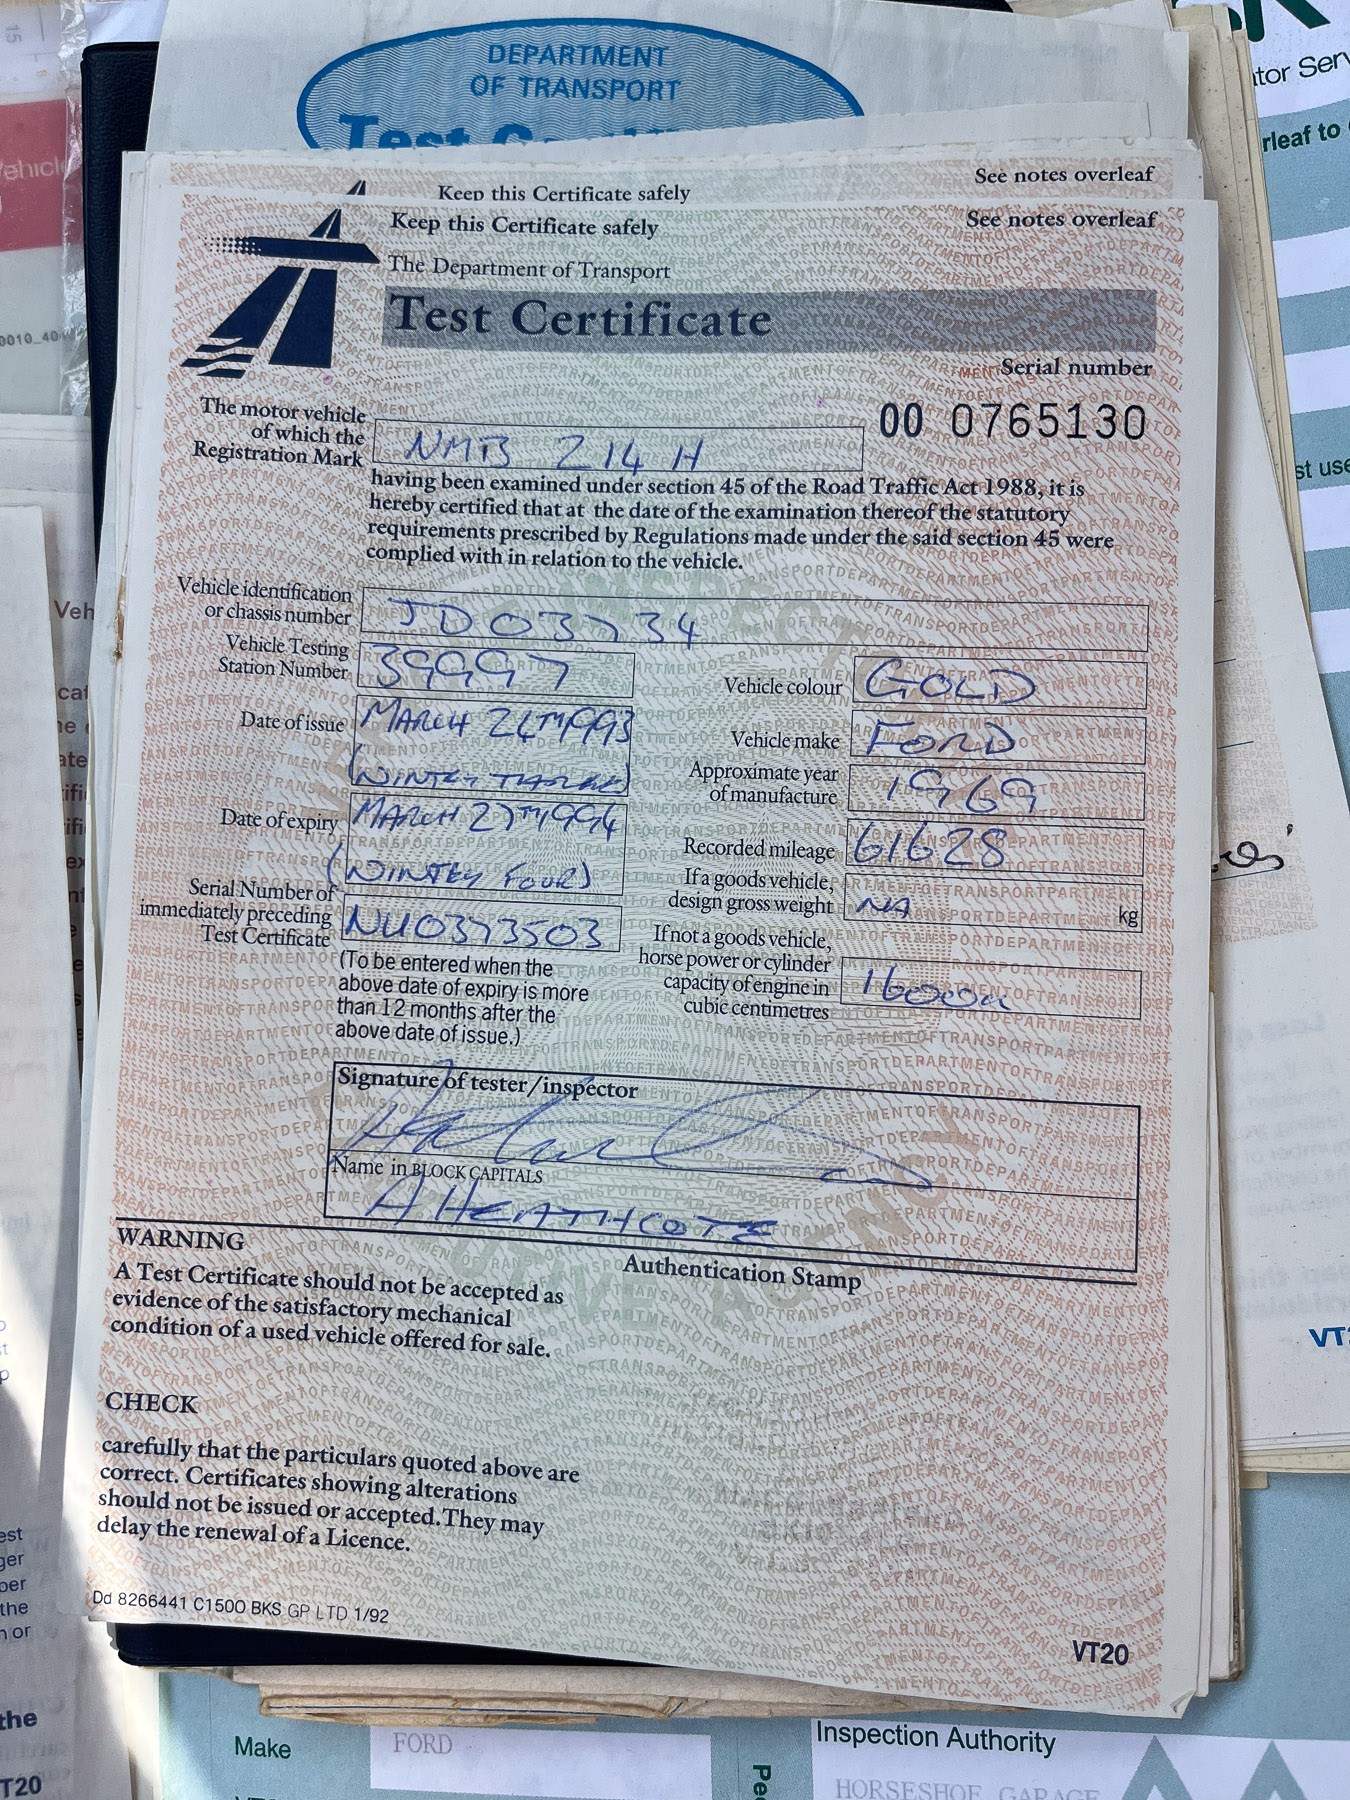 DEPARTMENT
OF TRANSPORT
See notes overleaf
Keep this Certificate safely
Keep this Certificate safely
See notes overleaf
The Department of Transport
Test Certificate
Serial number
00 0765130
The motor vehicle
of which the
Registration Mark
NMB 214 H
having been examined under section 45 of the Road Traffic Act 1988, it is
hereby certified that at the date of the examination thereof the statutory
requirements prescribed by Regulations made under the said section 45 were
complied with in relation to the vehicle.
Vehicle identification
or chassis number
JD03734
Vehicle Testing
Station Number
39997
Vehicle colour
GOLD
Date of issue
MARCH
1993
(NINTEY THREE)
Vehicle make
FORD
Approximate year
of manufacture
1969
Date of expiry
MARCH 27TH 1994
(NINTEY FOUR)
Recorded mileage
61628
If a goods vehicle,
design gross weight
NA
kg
Serial Number of
immediately preceding
Test Certificate
NU0373503
(To be entered when the
above date of expiry is more
than 12 months after the
above date of issue.)
If not a goods vehicle,
horse power or cylinder
capacity of engine in
cubic centimetres
1600cc
Signature of tester/inspector
Name in BLOCK CAPITALS
A HEATHCOTE
WARNING
A Test Certificate should not be accepted as
evidence of the satisfactory mechanical
condition of a used vehicle offered for sale.
Authentication Stamp
CHECK
carefully that the particulars quoted above are
correct. Certificates showing alterations
should not be issued or accepted. They may
delay the renewal of a Licence.
Dd 8266441 C1500 BKS GP LTD 1/92
VT20
Make
FORD
Inspection Authority
HORSESHOE GARAGE